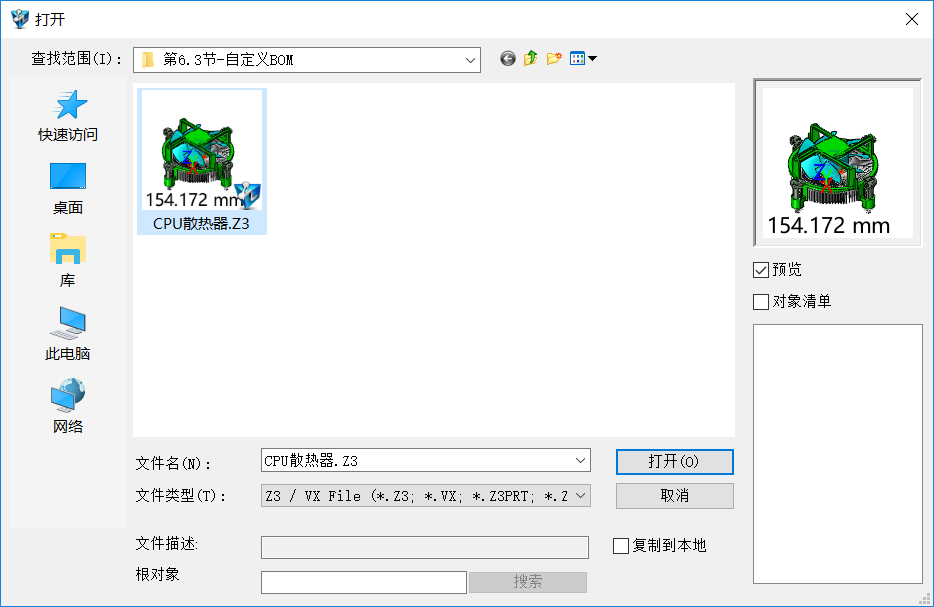 打开
查找范围(I):
第6.3节-自定义BOM
快速访问
桌面
库
此电脑
网络
154.172 mm
CPU散热器.Z3
154.172 mm
预览
对象清单
文件名(N):
CPU散热器.Z3
打开(O)
文件类型(T):
Z3 / VX File (*.Z3; *.VX; *.Z3PRT; *.Z
取消
文件描述:
复制到本地
根对象
搜索